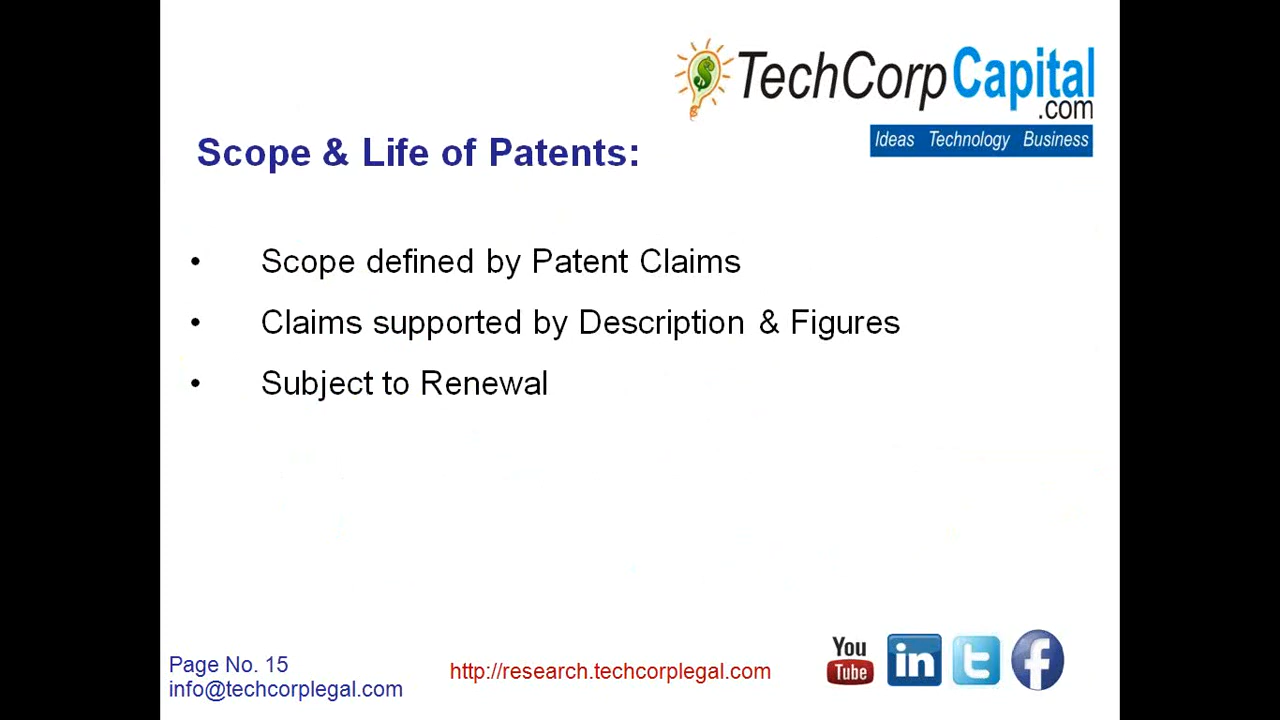 TechCorpCapital
.com
Ideas Technology Business
Scope & Life of Patents:
• Scope defined by Patent Claims
• Claims supported by Description & Figures
• Subject to Renewal
Page No. 15
info@techcorplegal.com
http://research.techcorplegal.com
You
Tube
in
t
f